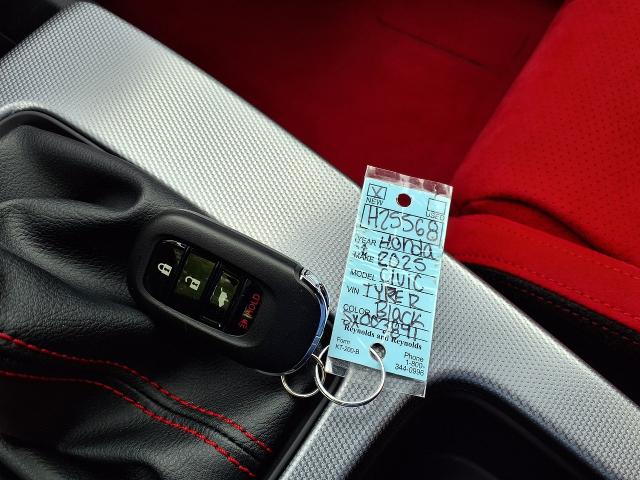 NEW USED
H25568
YEAR Honda
MAKE 2025
MODEL CIVIC
VIN TYPE R
COLOR Black
SX003841
Reynolds and Reynolds
Form Phone
KT-200-B 1-800-
344-0996
HOLD